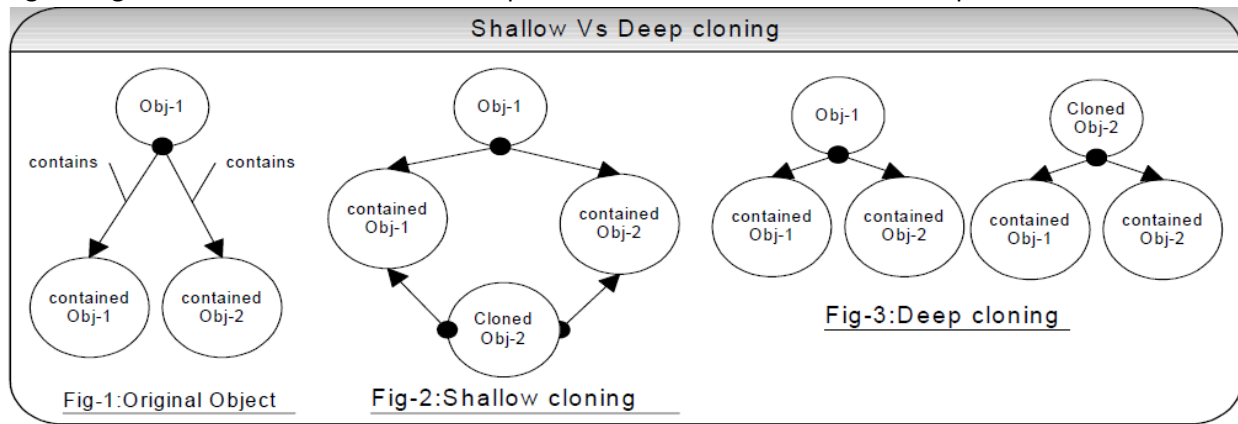 Shallow Vs Deep cloning
Obj-1
contains
contains
contained
Obj-1
contained
Obj-2
Fig-1:Original Object
Obj-1
contained
Obj-1
contained
Obj-2
Cloned
Obj-2
Fig-2:Shallow cloning
Obj-1
contained
Obj-1
contained
Obj-2
Cloned
Obj-2
contained
Obj-1
contained
Obj-2
Fig-3:Deep cloning